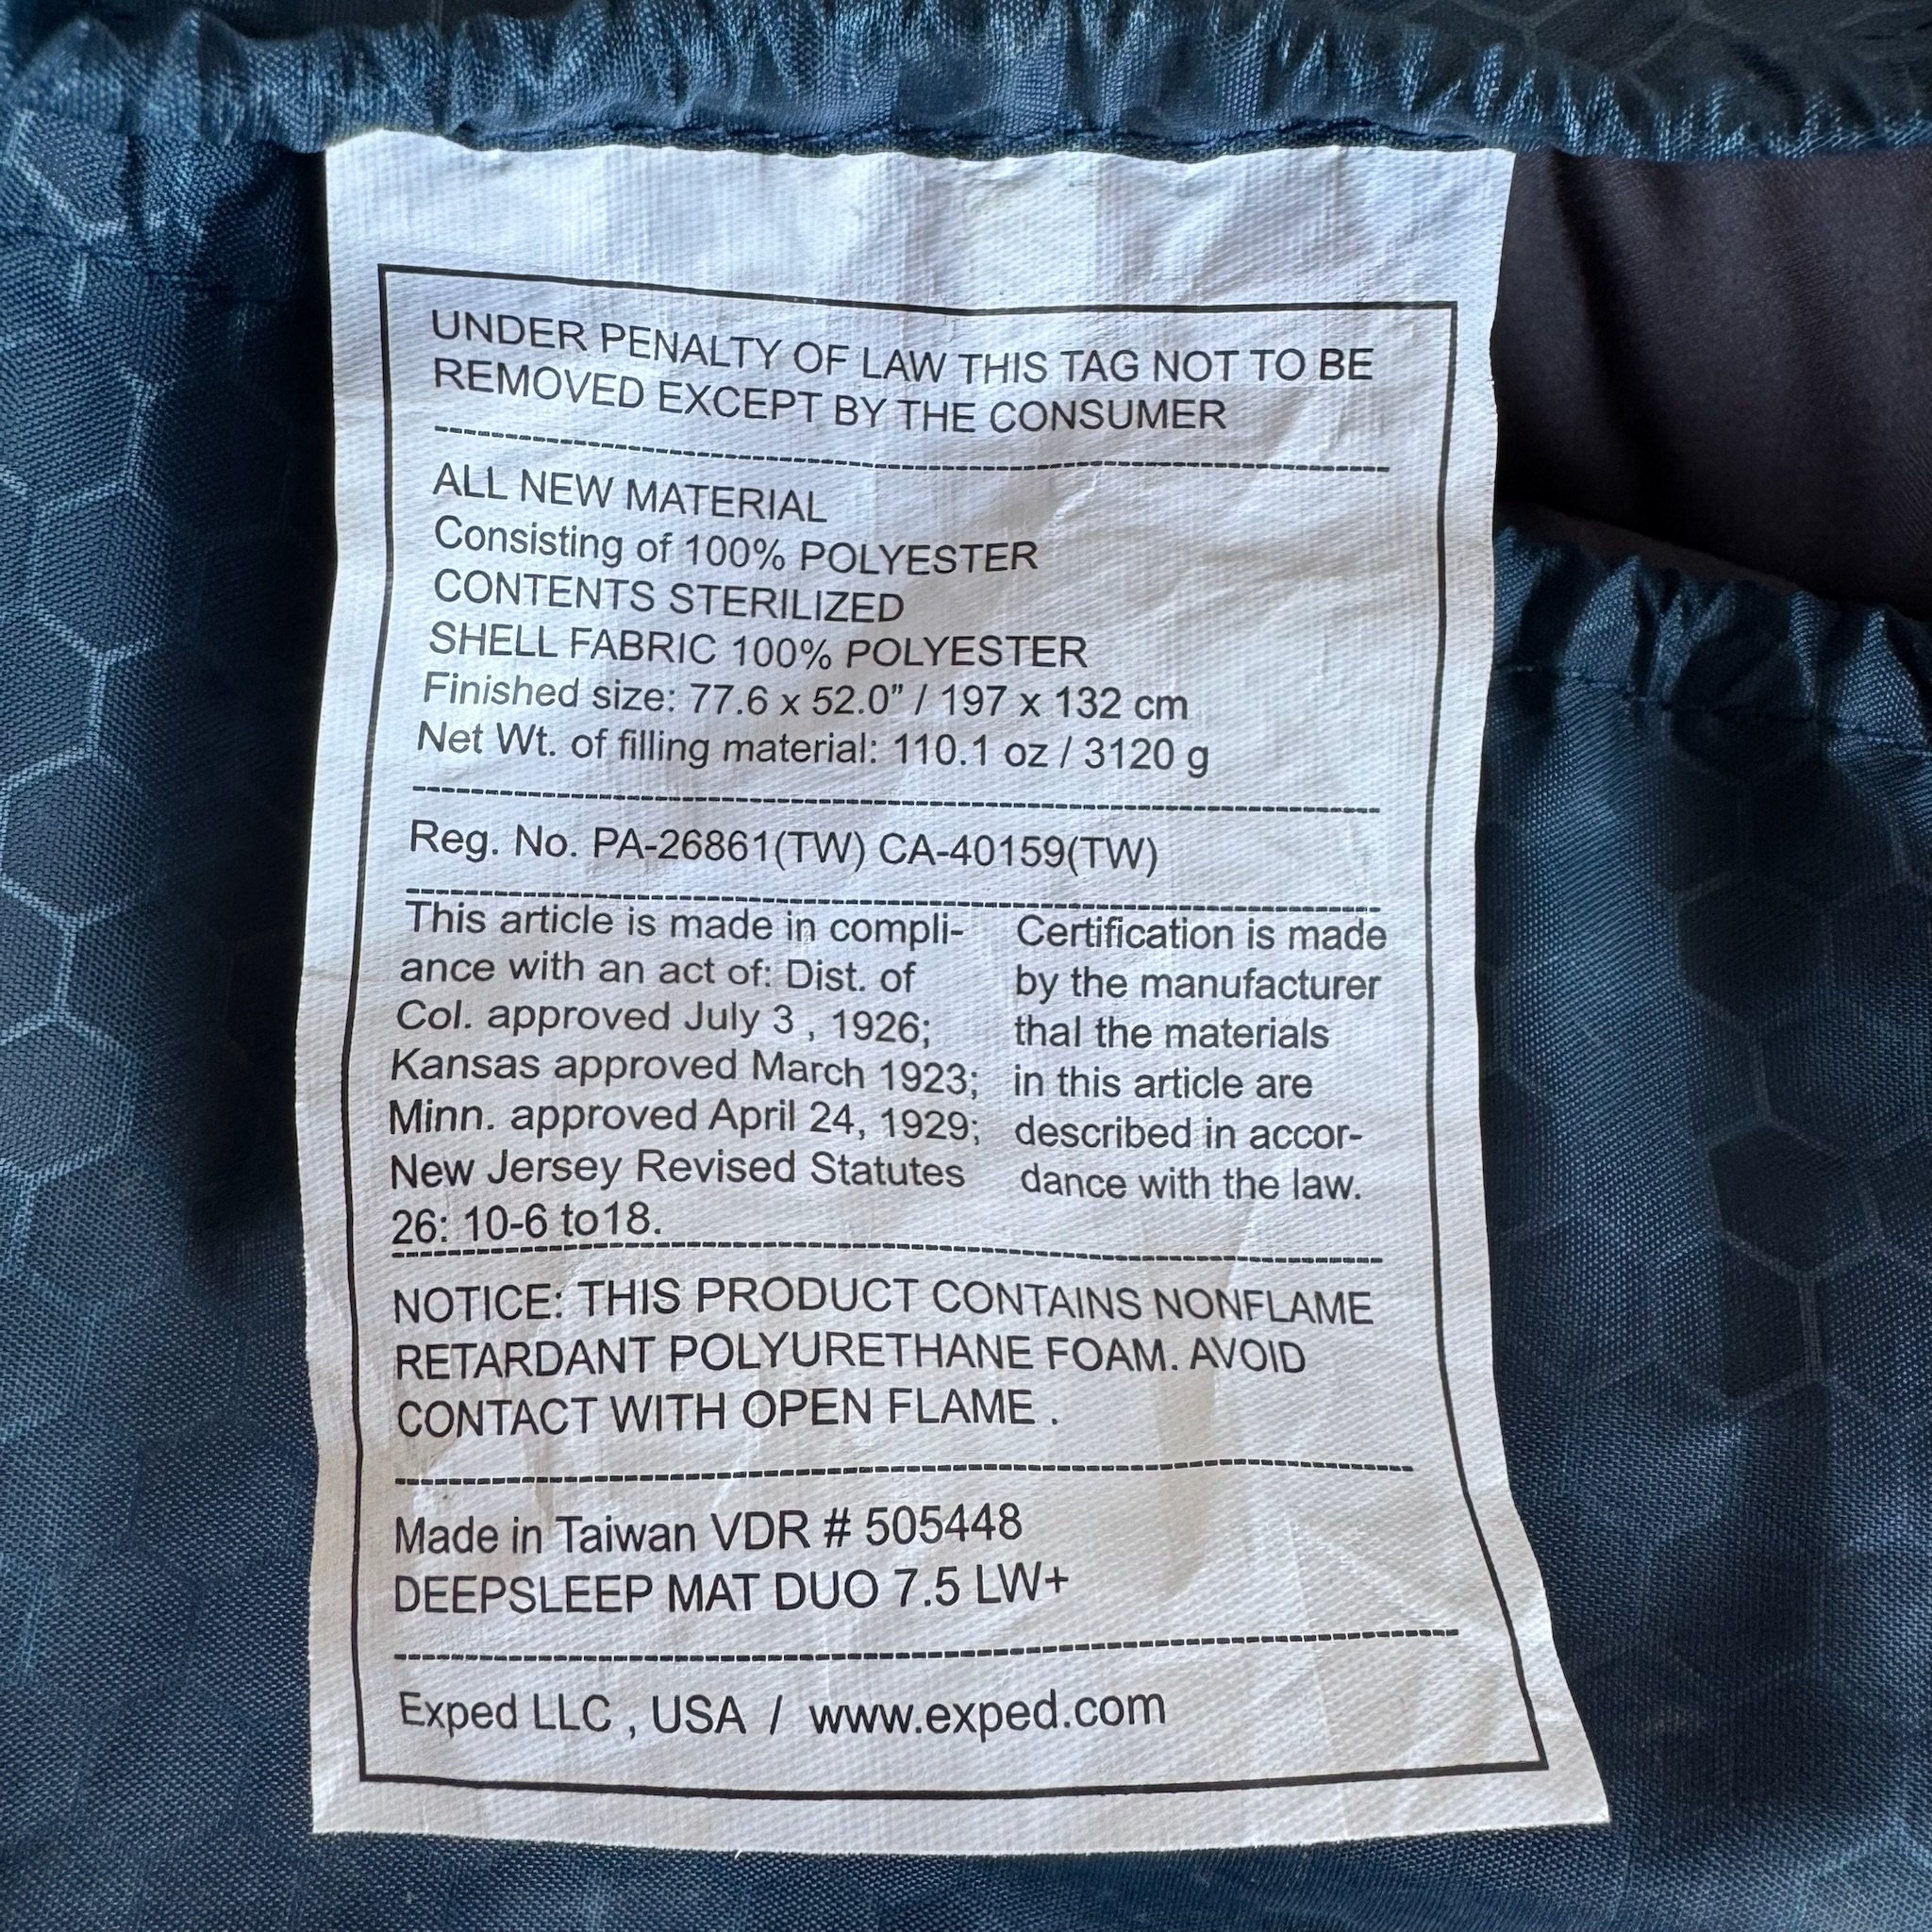 UNDER PENALTY OF LAW THIS TAG NOT TO BE
REMOVED EXCEPT BY THE CONSUMER
ALL NEW MATERIAL
Consisting of 100% POLYESTER
CONTENTS STERILIZED
SHELL FABRIC 100% POLYESTER
Finished size: 77.6 x 52.0” / 197 x 132 cm
Net Wt. of filling material: 110.1 oz / 3120 g
Reg. No. PA-26861(TW) CA-40159(TW)
This article is made in compli-
ance with an act of: Dist. of
Col. approved July 3 , 1926;
Kansas approved March 1923;
Minn. approved April 24, 1929;
New Jersey Revised Statutes
26: 10-6 to18.
Certification is made
by the manufacturer
thal the materials
in this article are
described in accor-
dance with the law.
NOTICE: THIS PRODUCT CONTAINS NONFLAME
RETARDANT POLYURETHANE FOAM. AVOID
CONTACT WITH OPEN FLAME .
Made in Taiwan VDR # 505448
DEEPSLEEP MAT DUO 7.5 LW+
Exped LLC , USA / www.exped.com